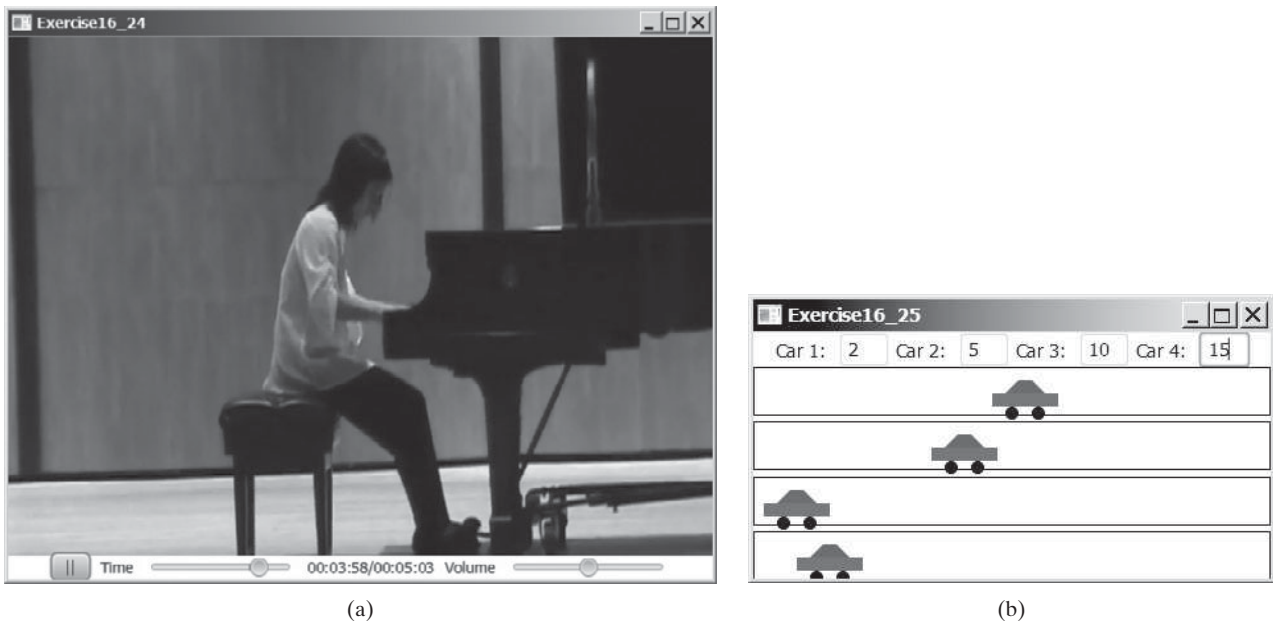 Exercise16_24
00:03:58/00:05:03
Time
Volume
Exercise16_25
Car 1: 2 Car 2: 5 Car 3: 10 Car 4: 15
(a)
(b)